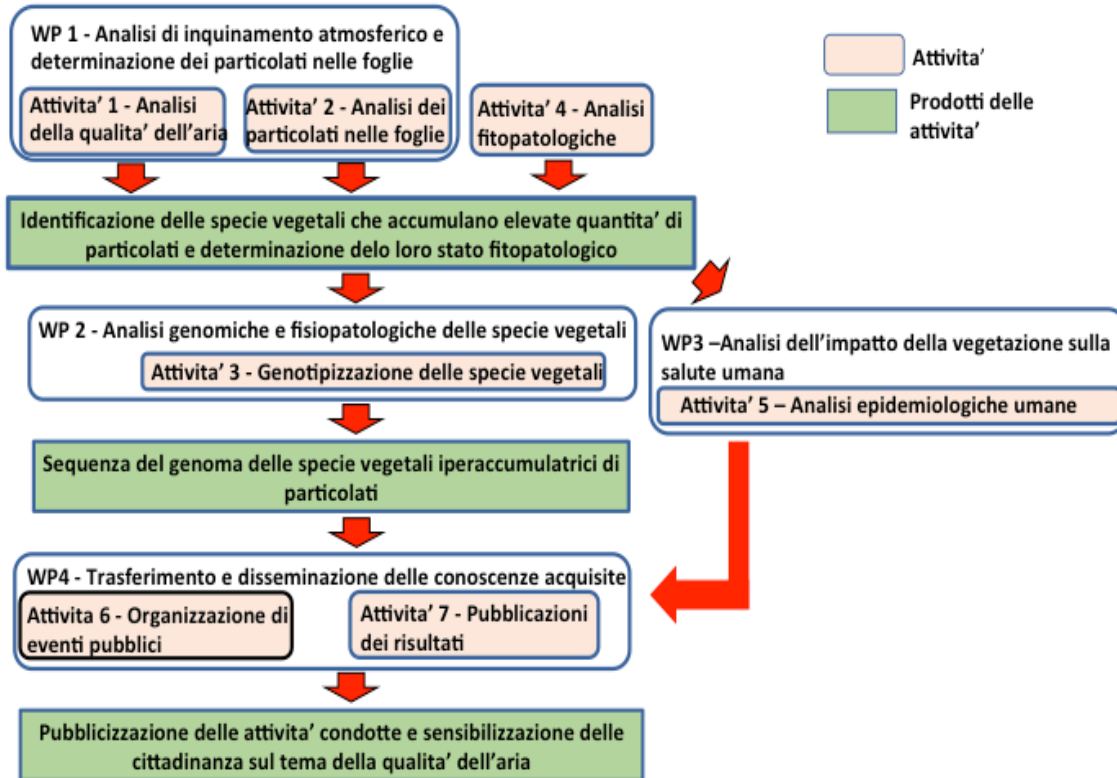 WP 1 - Analisi di inquinamento atmosferico e
determinazione dei particolati nelle foglie
Attivita' 1 - Analisi
della qualita' dell'aria
Attivita' 2 - Analisi dei
particolati nelle foglie
Attivita' 4 - Analisi
fitopatologiche
Attivita'
Prodotti delle
attivita'
Identificazione delle specie vegetali che accumulano elevate quantita' di
particolati e determinazione delo loro stato fitopatologico
WP 2 - Analisi genomiche e fisiopatologiche delle specie vegetali
Attivita' 3 - Genotipizzazione delle specie vegetali
WP3 –Analisi dell'impatto della vegetazione sulla
salute umana
Attivita' 5 – Analisi epidemiologiche umane
Sequenza del genoma delle specie vegetali iperaccumulatrici di
particolati
WP4 - Trasferimento e disseminazione delle conoscenze acquisite
Attivita 6 - Organizzazione di
eventi pubblici
Attivita' 7 - Pubblicazioni
dei risultati
Pubblicizzazione delle attivita' condotte e sensibilizzazione delle
cittadinanza sul tema della qualita' dell'aria